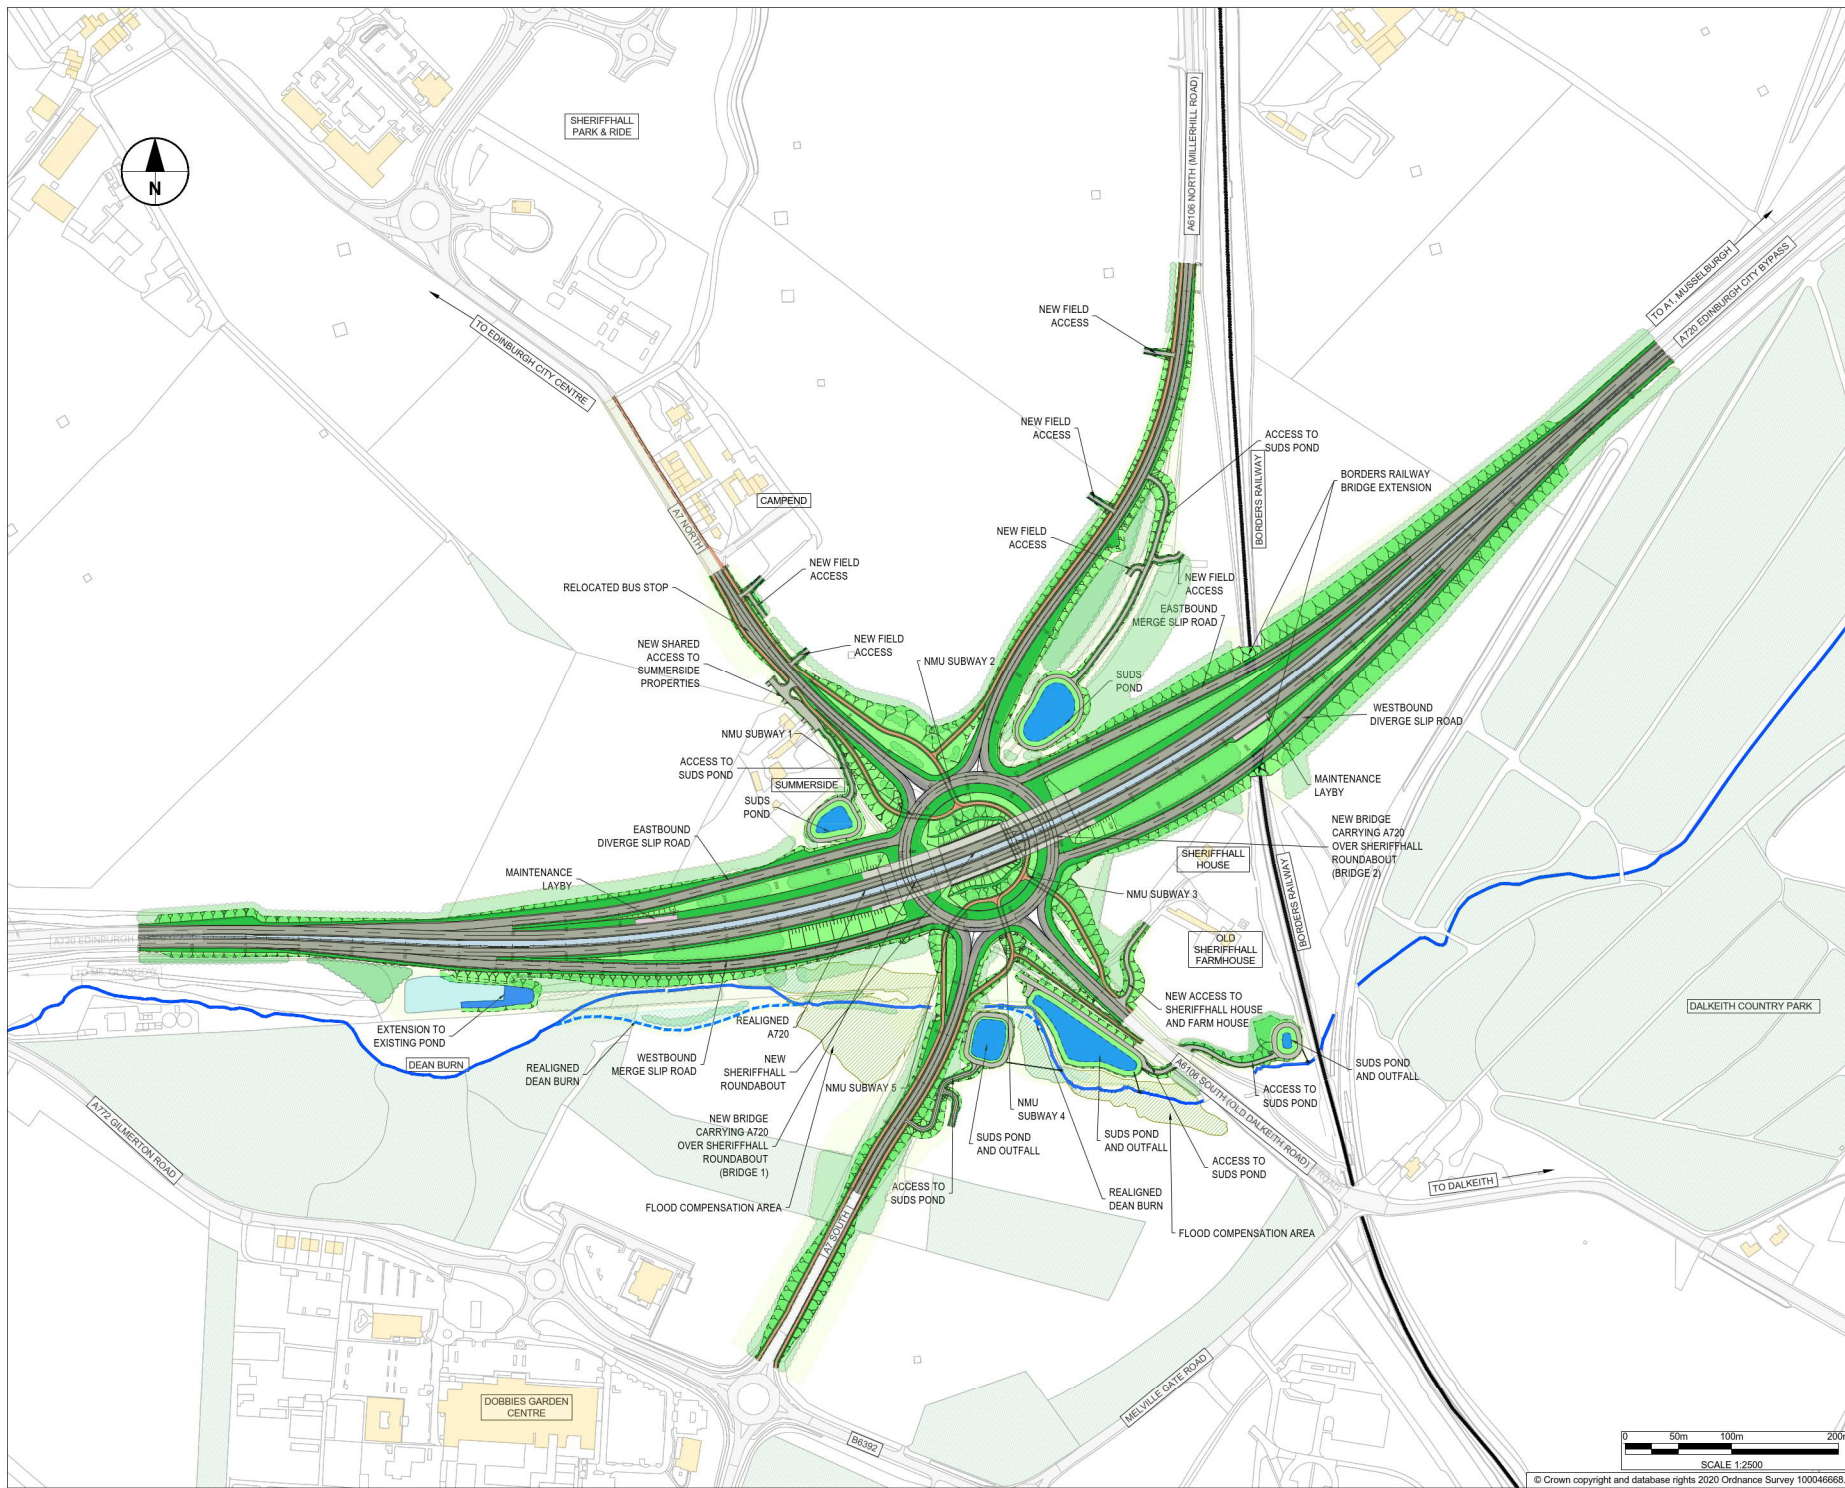 SHERIFFHALL
PARK & RIDE
N
A6106 NORTH (MILLERHILL ROAD)
TO A1, MUSSELBURGH
A720 EDINBURGH CITY BYPASS
TO EDINBURGH CITY CENTRE
NEW FIELD
ACCESS
NEW FIELD
ACCESS
ACCESS TO
SUDS POND
BORDERS RAILWAY
BORDERS RAILWAY
BRIDGE EXTENSION
CAMPEND
A7 NORTH
NEW FIELD
ACCESS
NEW FIELD
ACCESS
RELOCATED BUS STOP
NEW FIELD
ACCESS
EASTBOUND
MERGE SLIP ROAD
NEW SHARED
ACCESS TO
SUMMERSIDE
PROPERTIES
NEW FIELD
ACCESS
NMU SUBWAY 2
SUDS
POND
WESTBOUND
DIVERGE SLIP ROAD
NMU SUBWAY 1
ACCESS TO
SUDS POND
SUMMERSIDE
SUDS
POND
MAINTENANCE
LAYBY
EASTBOUND
DIVERGE SLIP ROAD
NEW BRIDGE
CARRYING A720
OVER SHERIFFHALL
ROUNDABOUT
(BRIDGE 2)
SHERIFFHALL
HOUSE
MAINTENANCE
LAYBY
NMU SUBWAY 3
BORDERS RAILWAY
A720 EDINBURGH
GLASGOW
OLD
SHERIFFHALL
FARMHOUSE
NEW ACCESS TO
SHERIFFHALL HOUSE
AND FARM HOUSE
DALKEITH COUNTRY PARK
EXTENSION TO
EXISTING POND
DEAN BURN
REALIGNED
DEAN BURN
WESTBOUND
MERGE SLIP ROAD
REALIGNED
A720
NEW
SHERIFFHALL
ROUNDABOUT
NMU SUBWAY 5
NMU
SUBWAY 4
A6106 SOUTH (OLD DALKEITH ROAD)
SUDS POND
AND OUTFALL
ACCESS TO
SUDS POND
A772 GILMERTON ROAD
NEW BRIDGE
CARRYING A720
OVER SHERIFFHALL
ROUNDABOUT
(BRIDGE 1)
SUDS POND
AND OUTFALL
SUDS POND
AND OUTFALL
ACCESS TO
SUDS POND
ACCESS TO
SUDS POND
REALIGNED
DEAN BURN
TO DALKEITH
FLOOD COMPENSATION AREA
FLOOD COMPENSATION AREA
A7 SOUTH
DOBBIES GARDEN
CENTRE
MELVILLE GATE ROAD
B6392
0 50m 100m 200m
SCALE 1:2500
© Crown copyright and database rights 2020 Ordnance Survey 100046668.